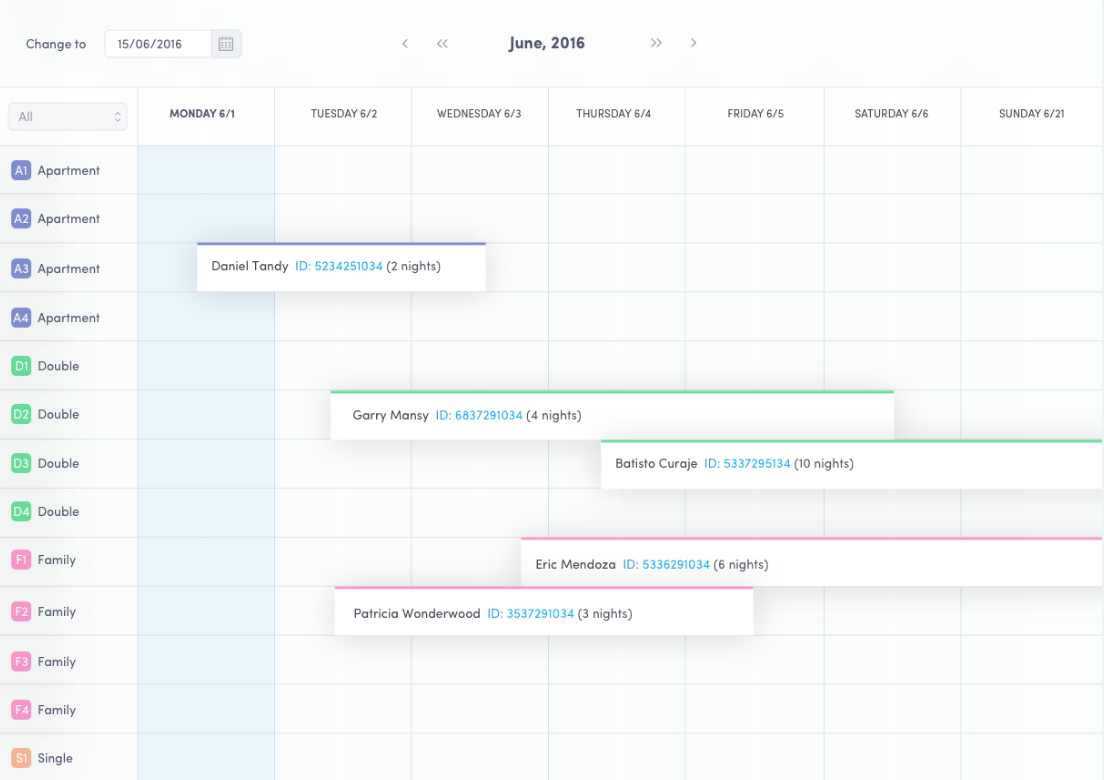 Change to 15/06/2016 June, 2016
All MONDAY 6/1 TUESDAY 6/2 WEDNESDAY 6/3 THURSDAY 6/4 FRIDAY 6/5 SATURDAY 6/6 SUNDAY 6/21
A1 Apartment
A2 Apartment
A3 Apartment Daniel Tandy ID: 5234251034 (2 nights)
A4 Apartment
D1 Double
D2 Double Garry Mansy ID: 6837291034 (4 nights)
D3 Double Batisto Curaje ID: 5337295134 (10 nights)
D4 Double
F1 Family Eric Mendoza ID: 5336291034 (6 nights)
F2 Family Patricia Wonderwood ID: 3537291034 (3 nights)
F3 Family
F4 Family
S1 Single